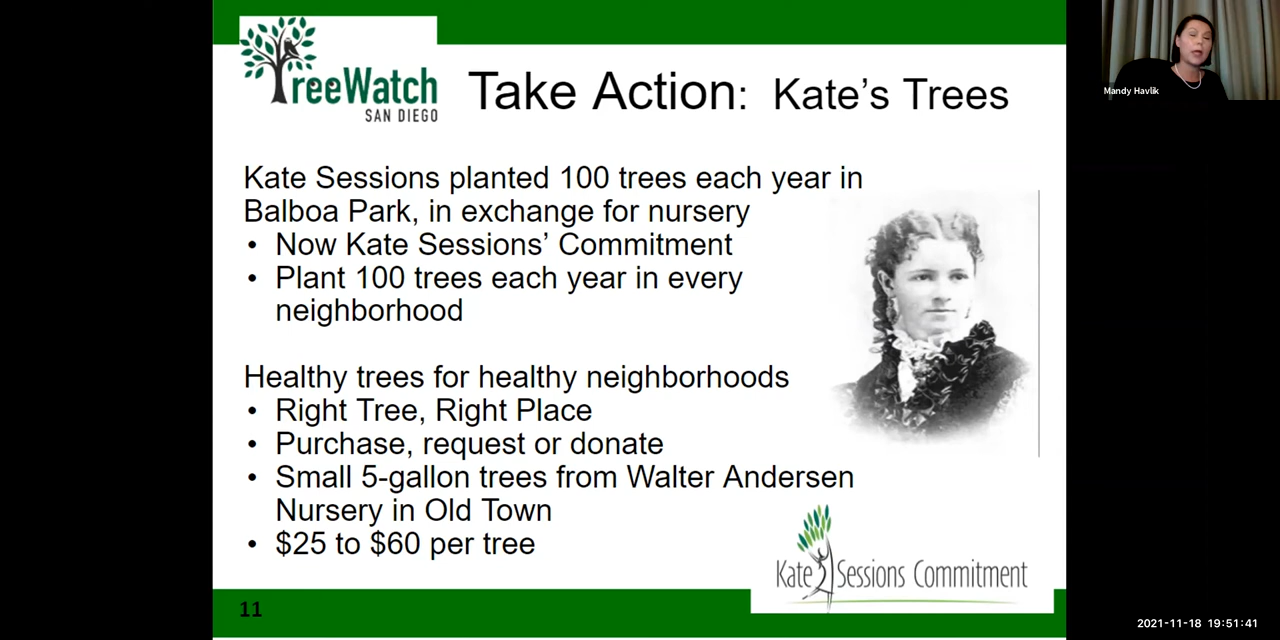 TreeWatch
SAN DIEGO
Take Action: Kate's Trees
Mandy Havlik
Kate Sessions planted 100 trees each year in
Balboa Park, in exchange for nursery
• Now Kate Sessions' Commitment
• Plant 100 trees each year in every
neighborhood
Healthy trees for healthy neighborhoods
• Right Tree, Right Place
• Purchase, request or donate
• Small 5-gallon trees from Walter Andersen
Nursery in Old Town
• $25 to $60 per tree
Kate Sessions Commitment
11
2021-11-18 19:51:41